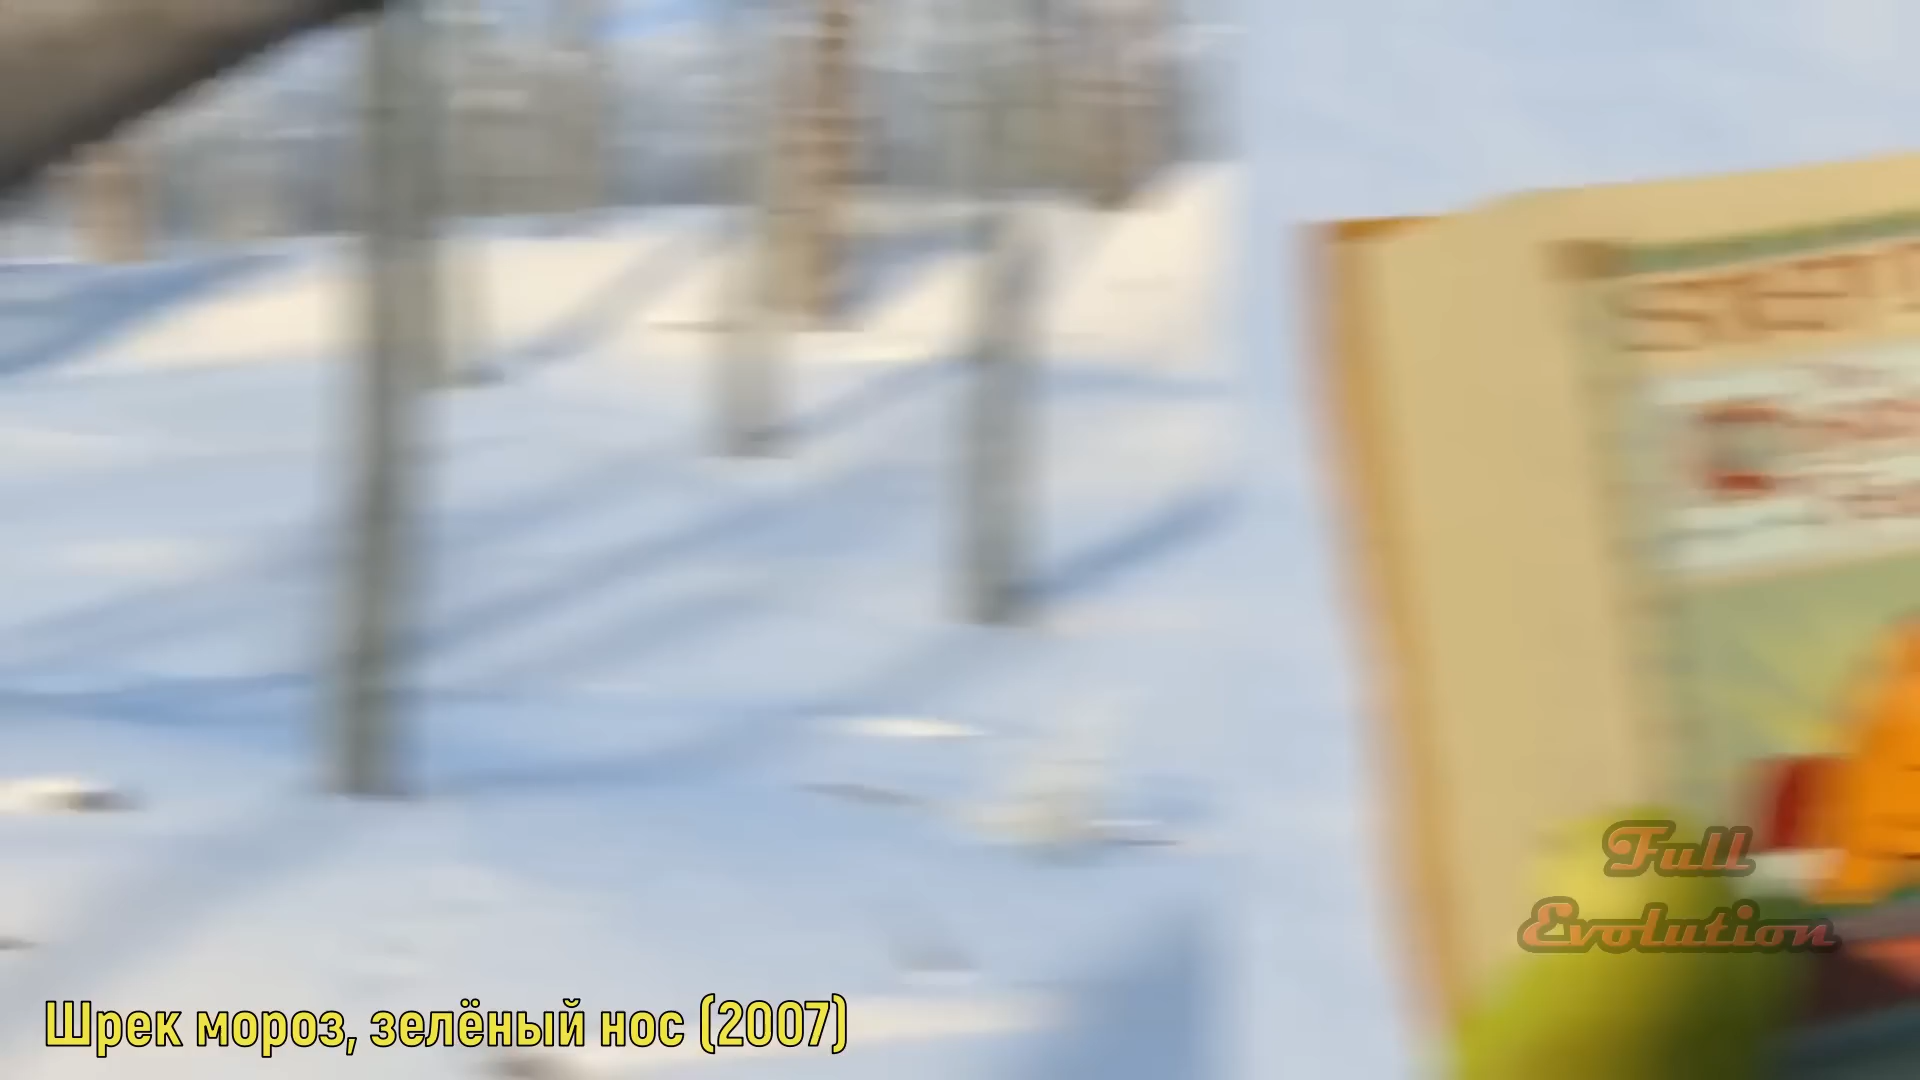 Full
Evolution
Шрек мороз, зелёный нос (2007)